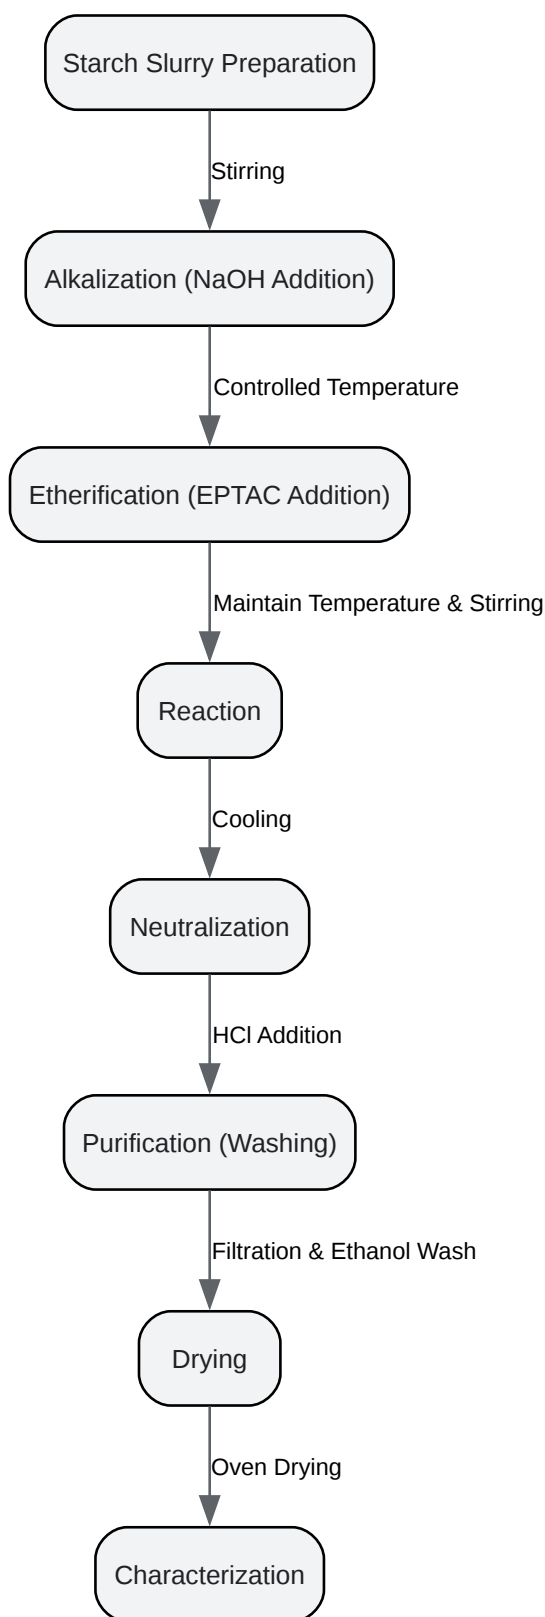 Starch Slurry Preparation
Stirring
Alkalization (NaOH Addition)
Controlled Temperature
Etherification (EPTAC Addition)
Maintain Temperature & Stirring
Reaction
Cooling
Neutralization
HCl Addition
Purification (Washing)
Filtration & Ethanol Wash
Drying
Oven Drying
Characterization